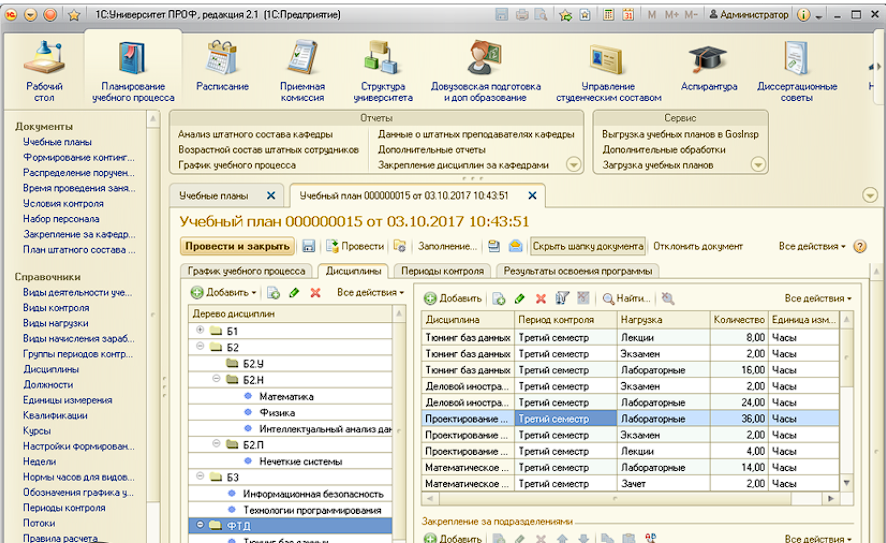 1С:Университет ПРОФ, редакция 2.1 (1С:Предприятие)
M M+ M- Администратор
Рабочий стол
Планирование учебного процесса
Расписание
Приемная комиссия
Структура университета
Довузовская подготовка и доп образование
Управление студенческим составом
Аспирантура
Диссертационные советы
Н
Документы
Учебные планы
Формирование континг...
Распределение поручен...
Время проведения заня...
Условия контроля
Набор персонала
Закрепление за кафедр...
План штатного состава ...
Справочники
Виды деятельности уче...
Виды контроля
Виды нагрузки
Виды начисления зараб...
Группы периодов контр...
Дисциплины
Должности
Единицы измерения
Квалификации
Курсы
Настройки формирован...
Недели
Нормы часов для видов...
Обозначения графика у...
Периоды контроля
Потоки
Правила расчета
Отчеты
Анализ штатного состава кафедры
Данные о штатных преподавателях кафедры
Возрастной состав штатных сотрудников
Дополнительные отчеты
График учебного процесса
Закрепление дисциплин за кафедрами
Сервис
Выгрузка учебных планов в GosInsp
Дополнительные обработки
Загрузка учебных планов
Учебные планы
Учебный план 000000015 от 03.10.2017 10:43:51
Учебный план 000000015 от 03.10.2017 10:43:51
Провести и закрыть Провести Заполнение... Скрыть шапку документа Отклонить документ Все действия
График учебного процесса Дисциплины Периоды контроля Результаты освоения программы
Добавить Все действия
Дерево дисциплин
Б1
Б2
Б2.У
Б2.Н
Математика
Физика
Интеллектуальный анализ дан
Б2.П
Нечеткие системы
Б3
Информационная безопасность
Технологии программирования
ФТД
Тюнинг баз данных
Добавить Найти... Все действия
Дисциплина Период контроля Нагрузка Количество Единица изм...
Тюнинг баз данных Третий семестр Лекции 8,00 Часы
Тюнинг баз данных Третий семестр Экзамен 2,00 Часы
Тюнинг баз данных Третий семестр Лабораторные 16,00 Часы
Деловой иностра... Третий семестр Экзамен 2,00 Часы
Деловой иностра... Третий семестр Лабораторные 24,00 Часы
Проектирование ... Третий семестр Лабораторные 36,00 Часы
Проектирование ... Третий семестр Экзамен 2,00 Часы
Проектирование ... Третий семестр Лекции 4,00 Часы
Математическое ... Третий семестр Лабораторные 14,00 Часы
Математическое ... Третий семестр Зачет 2,00 Часы
Закрепление за подразделениями
Добавить Все действия